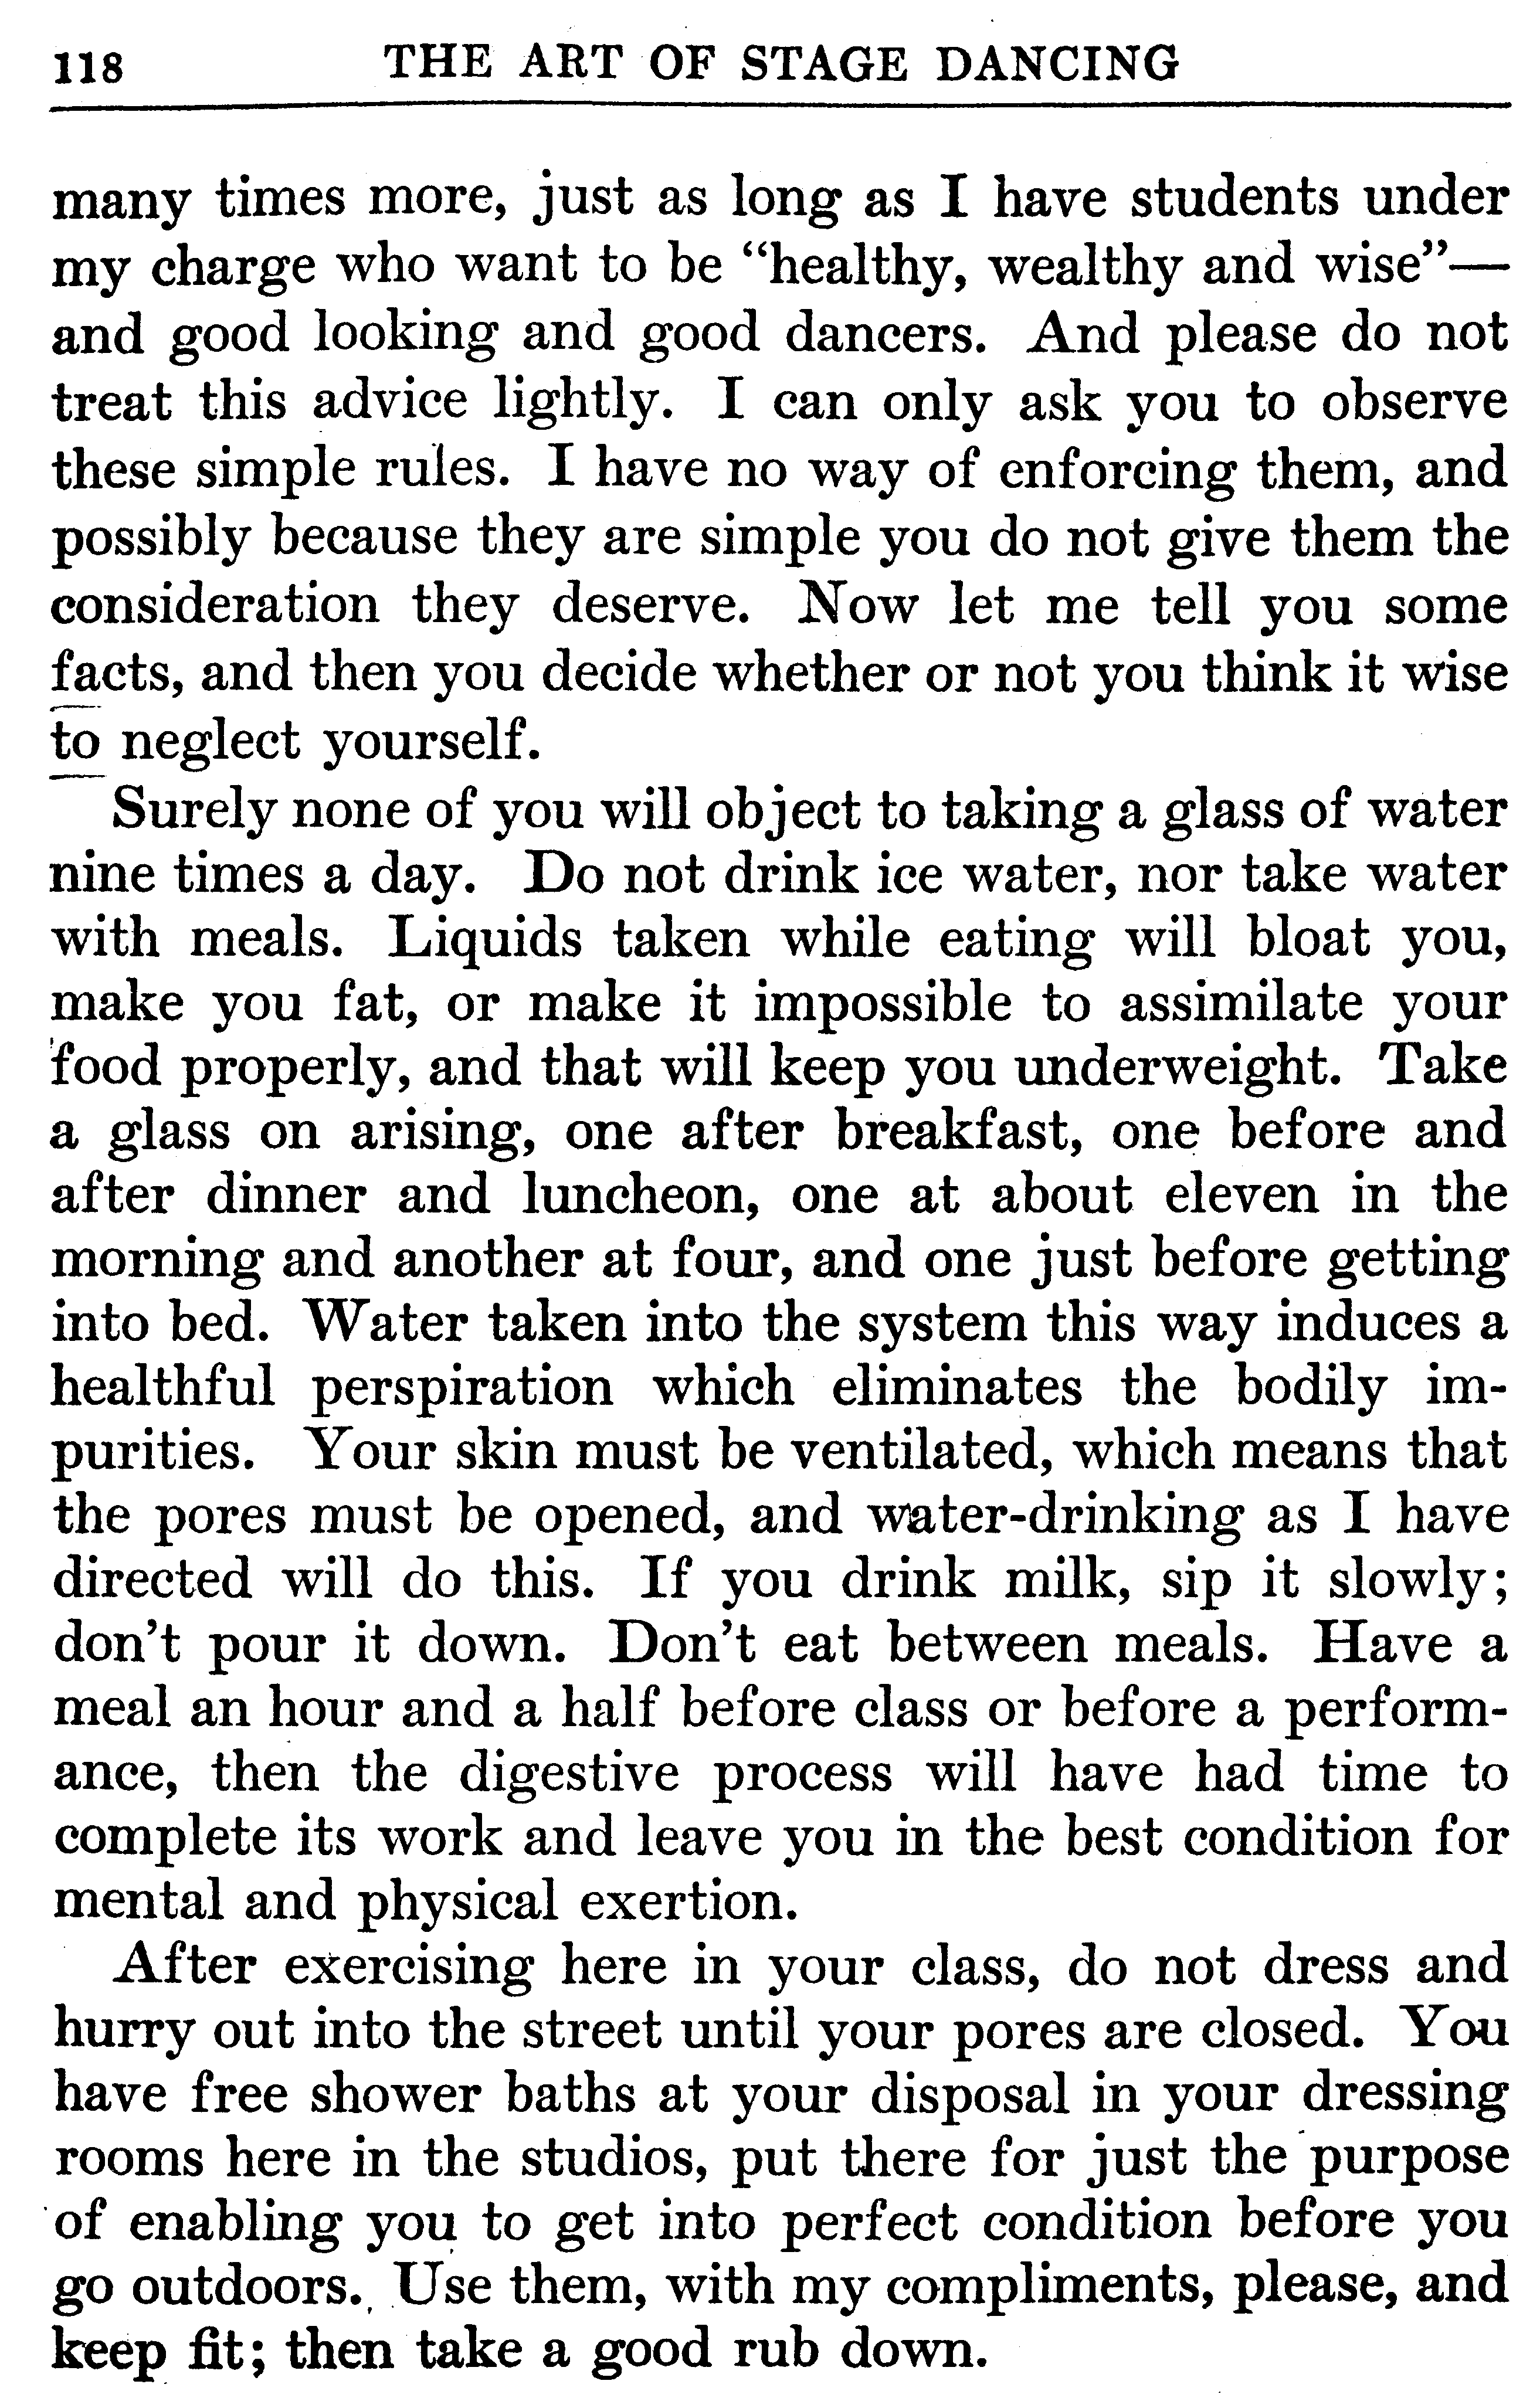 118 THE ART OF STAGE DANCING
many times more, just as long as I have students under
my charge who want to be "healthy, wealthy and wise"—
and good looking and good dancers. And please do not
treat this advice lightly. I can only ask you to observe
these simple rules. I have no way of enforcing them, and
possibly because they are simple you do not give them the
consideration they deserve. Now let me tell you some
facts, and then you decide whether or not you think it wise
to neglect yourself.
Surely none of you will object to taking a glass of water
nine times a day. Do not drink ice water, nor take water
with meals. Liquids taken while eating will bloat you,
make you fat, or make it impossible to assimilate your
food properly, and that will keep you underweight. Take
a glass on arising, one after breakfast, one before and
after dinner and luncheon, one at about eleven in the
morning and another at four, and one just before getting
into bed. Water taken into the system this way induces a
healthful perspiration which eliminates the bodily im-
purities. Your skin must be ventilated, which means that
the pores must be opened, and water-drinking as I have
directed will do this. If you drink milk, sip it slowly;
don't pour it down. Don't eat between meals. Have a
meal an hour and a half before class or before a perform-
ance, then the digestive process will have had time to
complete its work and leave you in the best condition for
mental and physical exertion.
After exercising here in your class, do not dress and
hurry out into the street until your pores are closed. You
have free shower baths at your disposal in your dressing
rooms here in the studios, put there for just the purpose
of enabling you to get into perfect condition before you
go outdoors. Use them, with my compliments, please, and
keep fit; then take a good rub down.